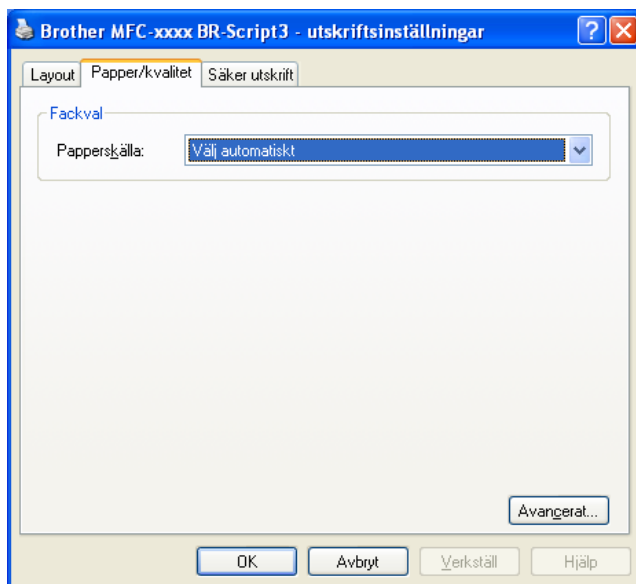 Brother MFC-xxxx BR-Script3 - utskriftsinställningar ? X
Layout Papper/kvalitet Säker utskrift
Fackval
Papperskälla: Välj automatiskt
Avancerat...
OK Avbryt Verkställ Hjälp